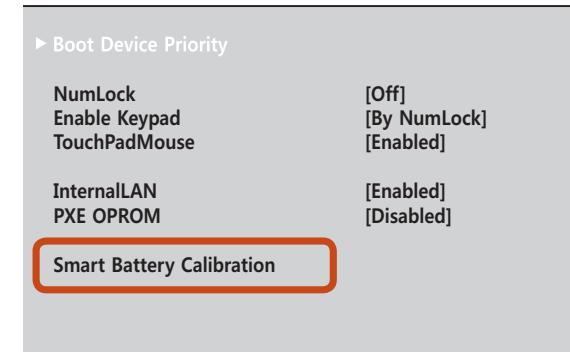 ▶ Boot Device Priority
NumLock [Off]
Enable Keypad [By NumLock]
TouchPadMouse [Enabled]
InternalLAN [Enabled]
PXE OPROM [Disabled]
Smart Battery Calibration